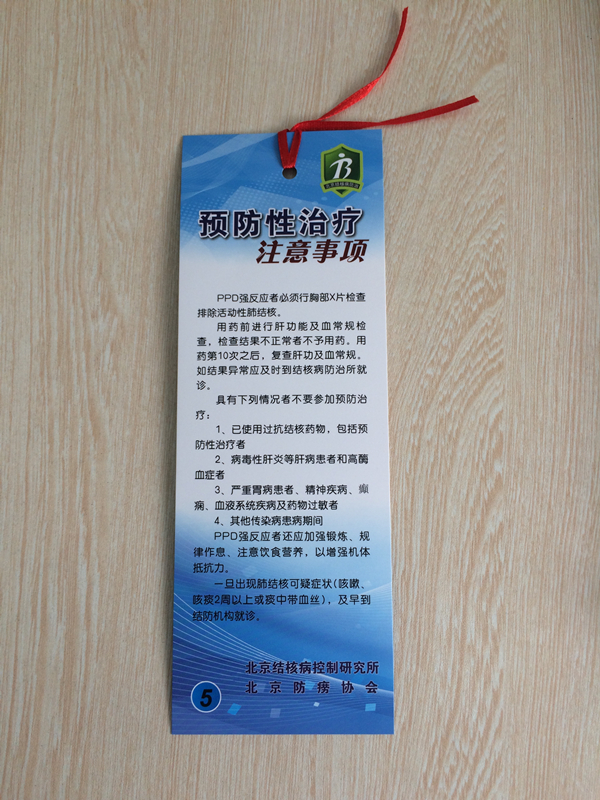 北京结核病防治
预防性治疗
注意事项
PPD强反应者必须行胸部X片检查
排除活动性肺结核。
用药前进行肝功能及血常规检
查，检查结果不正常者不予用药。用
药第10次之后，复查肝功及血常规。
如结果异常应及时到结核病防治所就
诊。
具有下列情况者不要参加预防治
疗：
1、已使用过抗结核药物，包括预
防性治疗者
2、病毒性肝炎等肝病患者和高酶
血症者
3、严重胃病患者、精神疾病、癫
痫、血液系统疾病及药物过敏者
4、其他传染病患病期间
PPD强反应者还应加强锻炼、规
律作息、注意饮食营养，以增强机体
抵抗力。
一旦出现肺结核可疑症状(咳嗽、
咳痰2周以上或痰中带血丝)，及早到
结防机构就诊。
北京结核病控制研究所
北京防痨协会
5